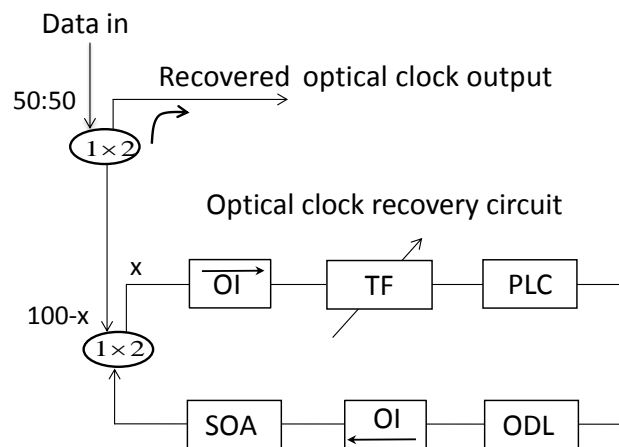 Data in
Recovered optical clock output
50:50
1×2
Optical clock recovery circuit
x
OI
TF
PLC
100-x
1×2
SOA
OI
ODL